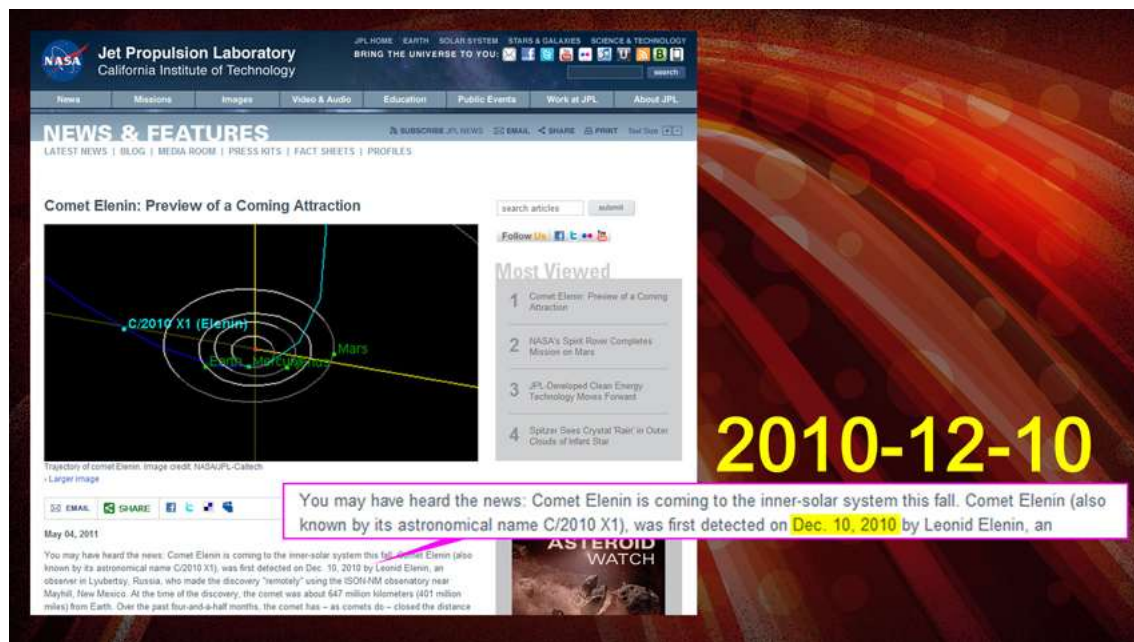 NASA
Jet Propulsion Laboratory
California Institute of Technology
JPL HOME EARTH SOLAR SYSTEM STARS & GALAXIES SCIENCE & TECHNOLOGY
BRING THE UNIVERSE TO YOU:
search
News Missions Images Video & Audio Education Public Events Work at JPL About JPL
NEWS & FEATURES
SUBSCRIBE JPL NEWS EMAIL SHARE PRINT Text Size
LATEST NEWS | BLOG | MEDIA ROOM | PRESS KITS | FACT SHEETS | PROFILES
Comet Elenin: Preview of a Coming Attraction
search articles submit
Follow Us
Most Viewed
1 Comet Elenin: Preview of a Coming
Attraction
2 NASA's Spirit Rover Completes
Mission on Mars
3 JPL-Developed Clean Energy
Technology Moves Forward
4 Spitzer Sees Crystal 'Rain' in Outer
Clouds of Infant Star
C/2010 X1 (Elenin)
Mars
Earth
Trajectory of comet Elenin. Image credit: NASA/JPL-Caltech
› Larger image
2010-12-10
EMAIL SHARE
You may have heard the news: Comet Elenin is coming to the inner-solar system this fall. Comet Elenin (also
known by its astronomical name C/2010 X1), was first detected on Dec. 10, 2010 by Leonid Elenin, an
ASTEROID
WATCH
May 04, 2011
You may have heard the news: Comet Elenin is coming to the inner-solar system this fall. Comet Elenin (also
known by its astronomical name C/2010 X1), was first detected on Dec. 10, 2010 by Leonid Elenin, an
observer in Lyubertsy, Russia, who made the discovery "remotely" using the ISON-NM observatory near
Mayhill, New Mexico. At the time of the discovery, the comet was about 647 million kilometers (401 million
miles) from Earth. Over the past four-and-a-half months, the comet has – as comets do – closed the distance